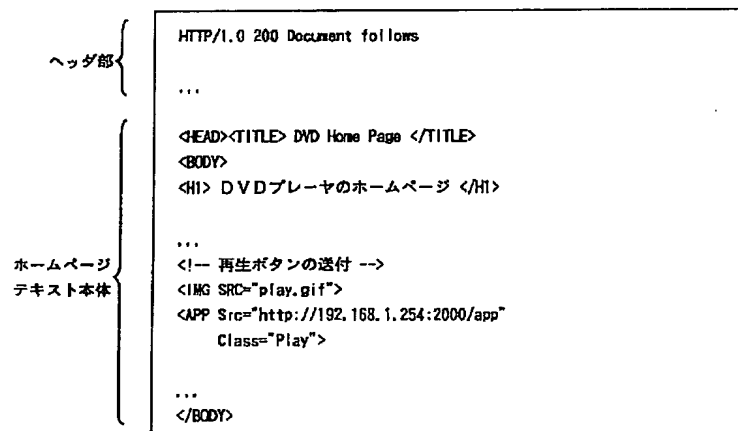 ヘッダ部
HTTP/1.0 200 Document follows
...
ホームページ
テキスト本体
<HEAD><TITLE> DVD Home Page </TITLE>
<BODY>
<H1> DVDプレーヤのホームページ </H1>
...
<!-- 再生ボタンの送付 -->
<IMG SRC="play.gif">
<APP Src="http://192.168.1.254:2000/app"
Class="Play">
...
</BODY>